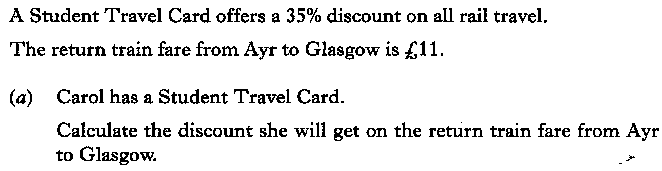 A Student Travel Card offers a 35% discount on all rail travel.
The return train fare from Ayr to Glasgow is £11.
(a) Carol has a Student Travel Card.
Calculate the discount she will get on the return train fare from Ayr
to Glasgow.